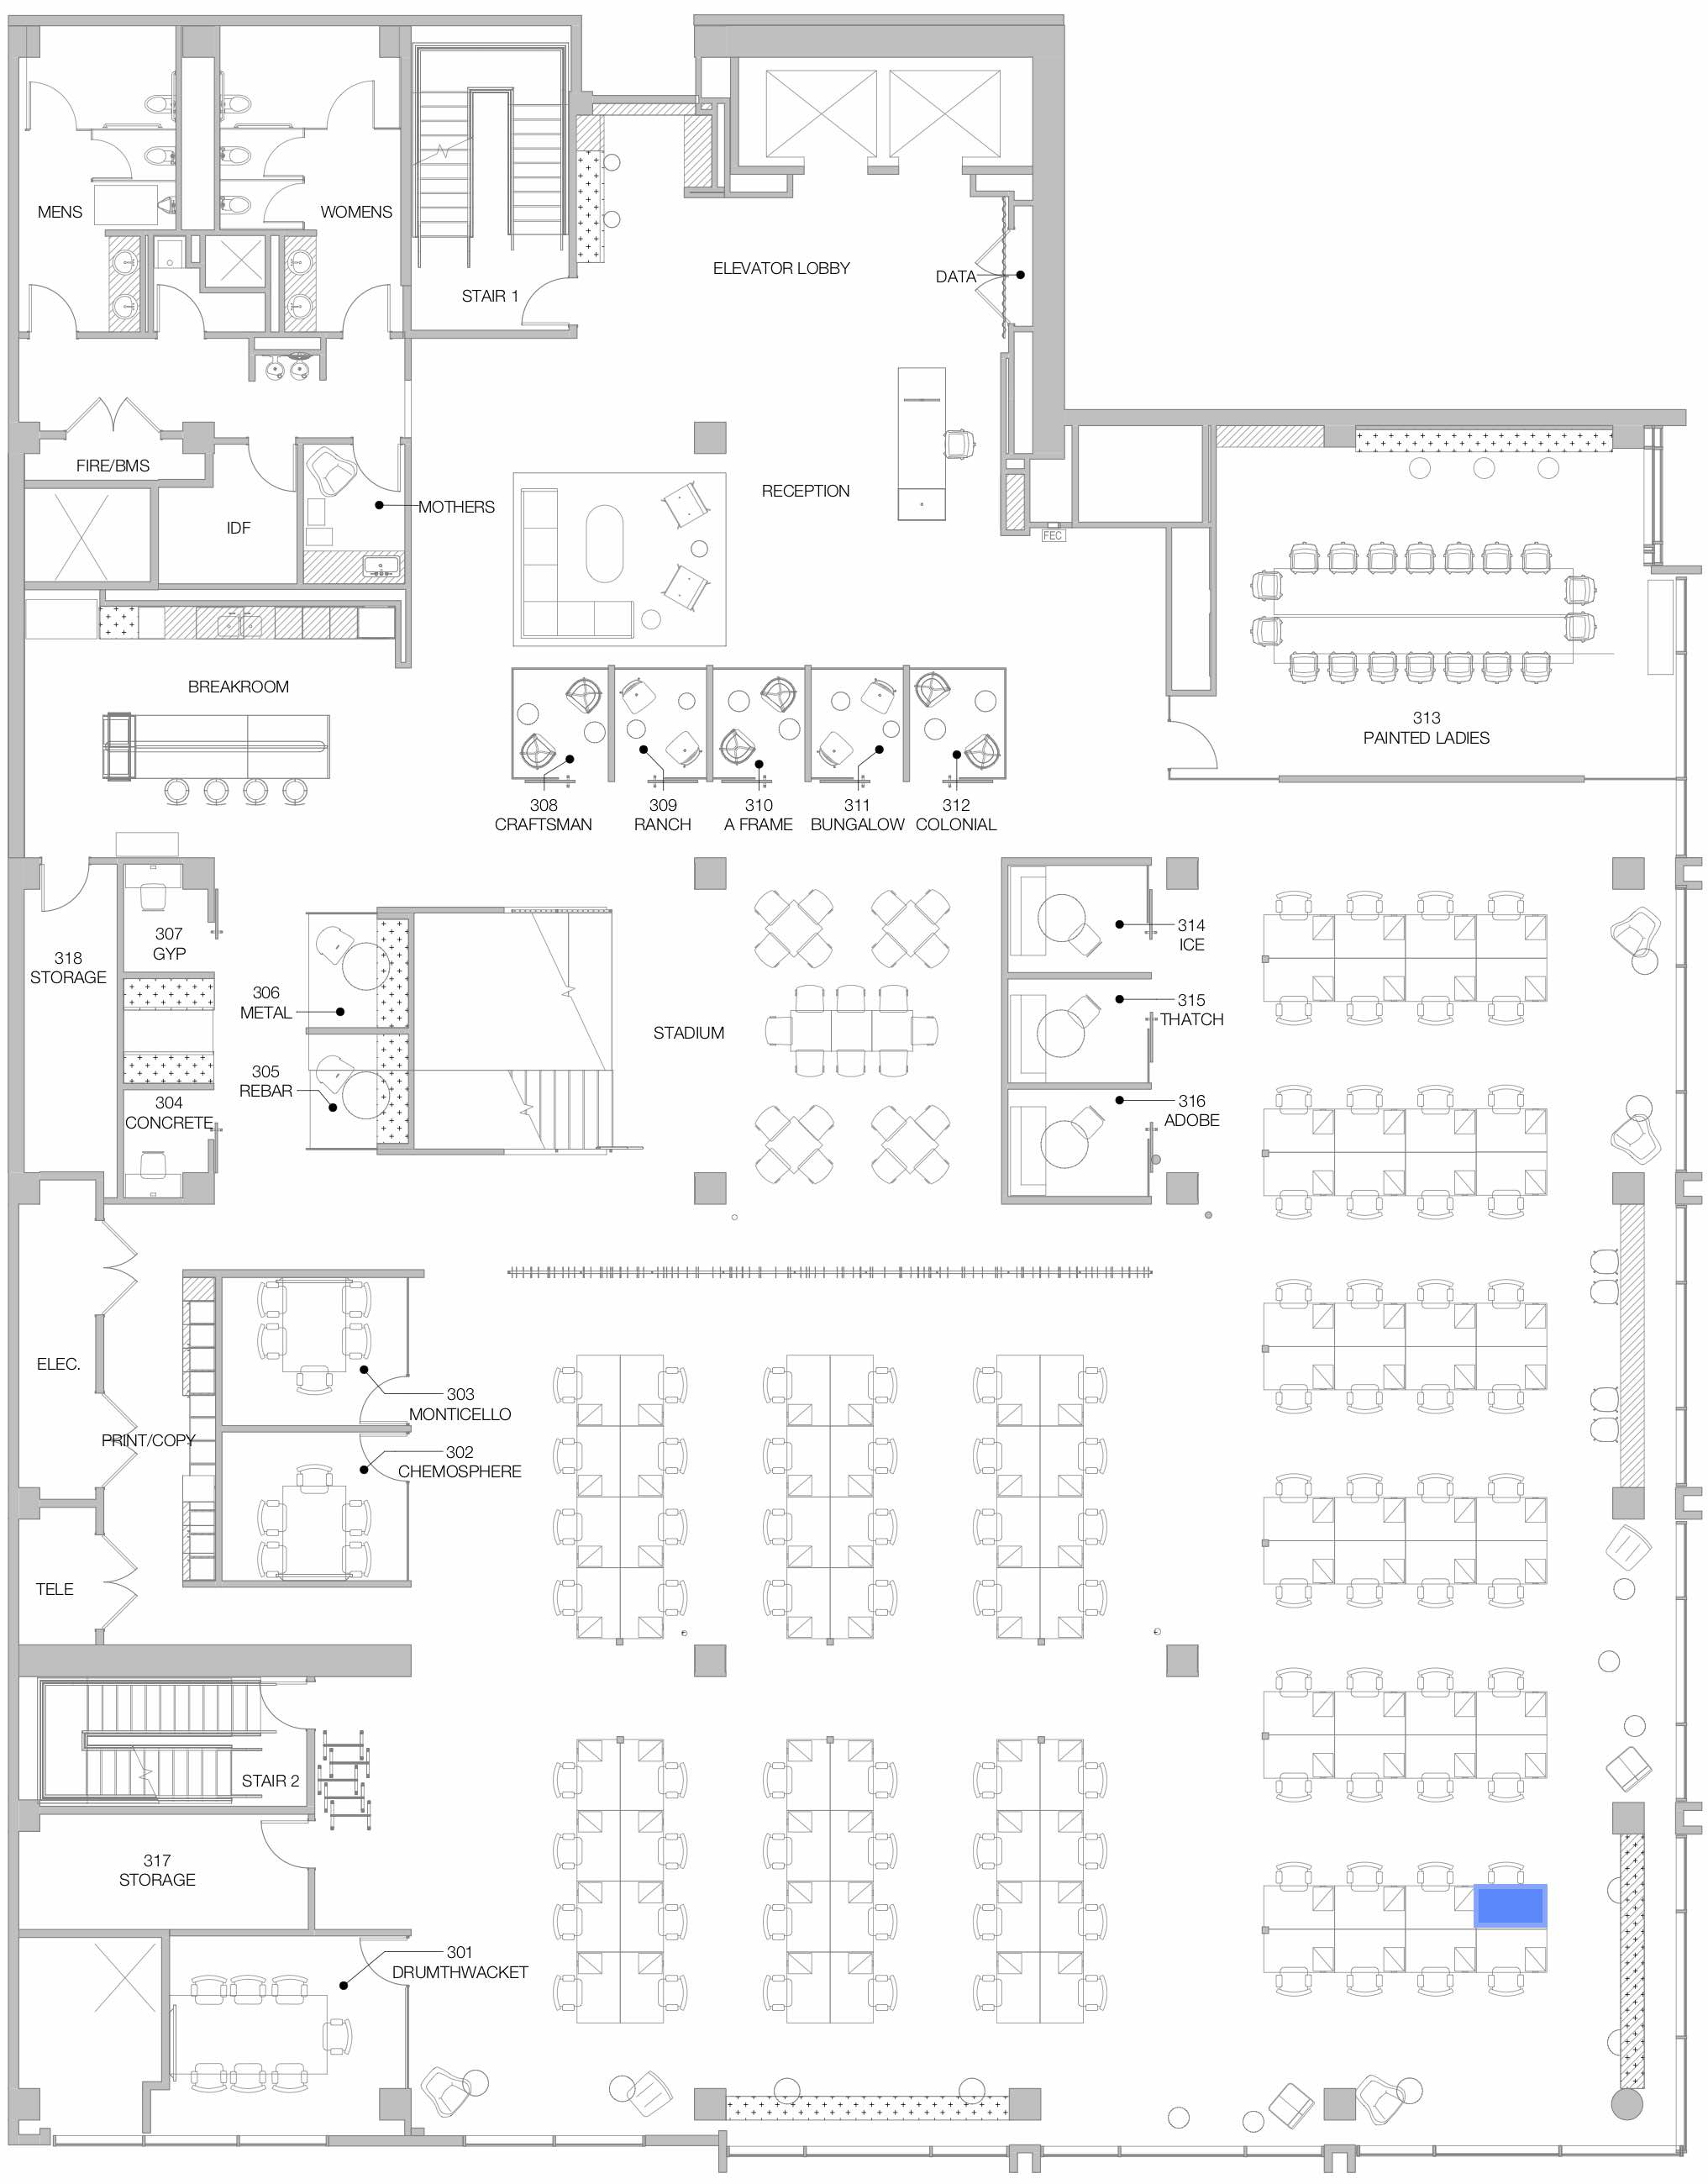 MENS
WOMENS
STAIR 1
ELEVATOR LOBBY
DATA
FIRE/BMS
IDF
MOTHERS
RECEPTION
FEC
BREAKROOM
313
PAINTED LADIES
308
CRAFTSMAN
309
RANCH
310
A FRAME
311
BUNGALOW
312
COLONIAL
307
GYP
318
STORAGE
306
METAL
305
REBAR
304
CONCRETE
STADIUM
314
ICE
315
THATCH
316
ADOBE
ELEC.
303
MONTICELLO
PRINT/COPY
302
CHEMOSPHERE
TELE
STAIR 2
317
STORAGE
301
DRUMTHWACKET